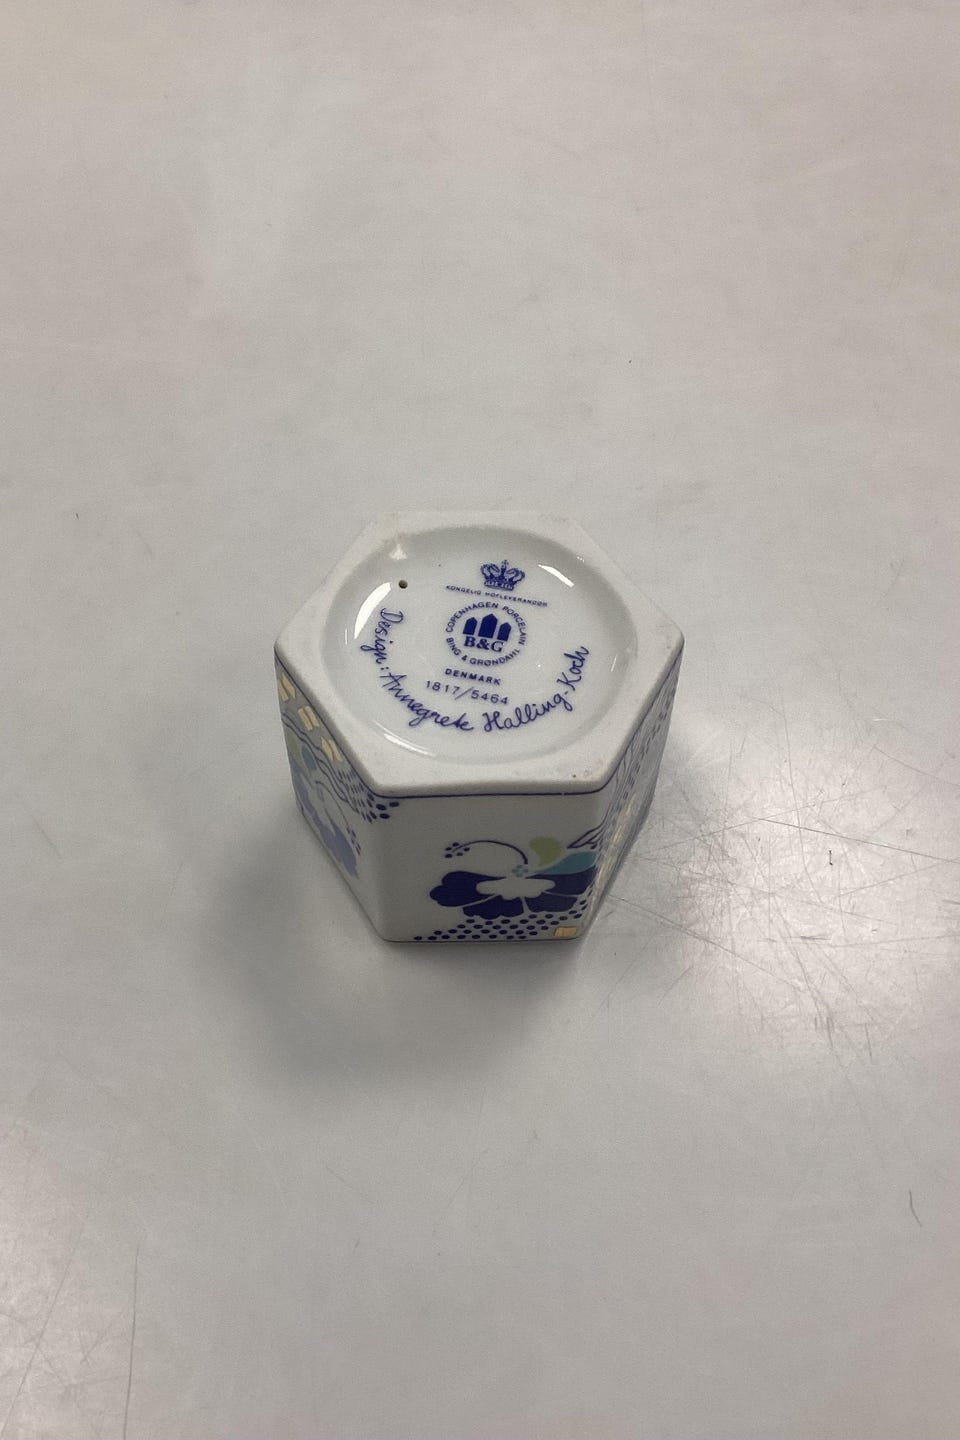 KONGELIG HOFLEVERANDØR
COPENHAGEN PORCELAIN
B&G
BING & GRØNDAHL
DENMARK
1817/5464
Design: Annegrete Halling-Koch